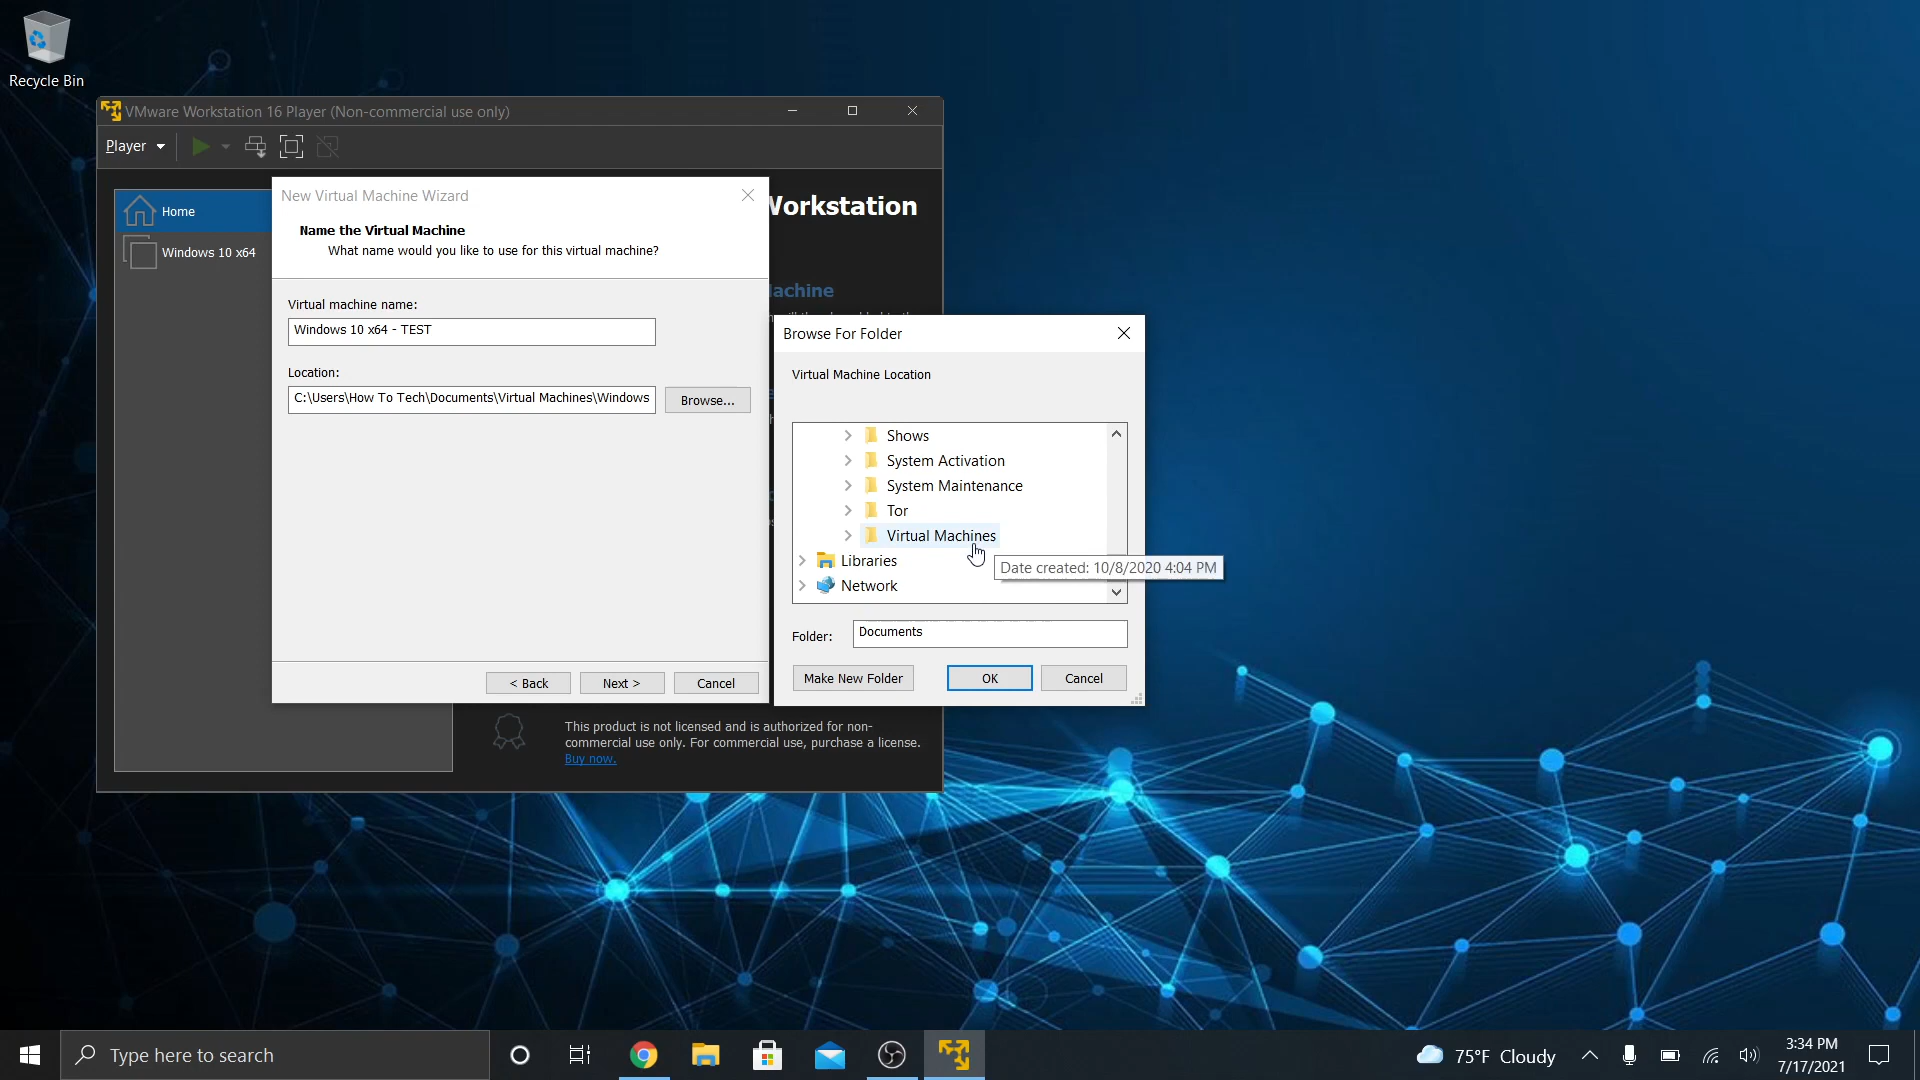 Recycle Bin
VMware Workstation 16 Player (Non-commercial use only)
Player
Home
Windows 10 x64
New Virtual Machine Wizard
Name the Virtual Machine
What name would you like to use for this virtual machine?
Virtual machine name:
Windows 10 x64 - TEST
Location:
C:\Users\How To Tech\Documents\Virtual Machines\Windows
Browse...
< Back
Next >
Cancel
Workstation
Machine
Browse For Folder
Virtual Machine Location
Shows
System Activation
System Maintenance
Tor
Virtual Machines
Libraries
Date created: 10/8/2020 4:04 PM
Network
Folder:
Documents
Make New Folder
OK
Cancel
This product is not licensed and is authorized for non-
commercial use only. For commercial use, purchase a license.
Buy now.
Type here to search
75°F Cloudy
3:34 PM
7/17/2021